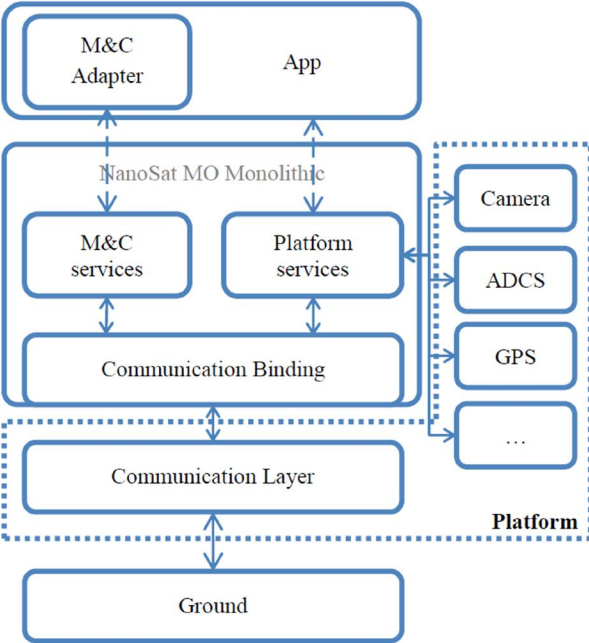 M&C
Adapter
App
NanoSat MO Monolithic
M&C
services
Platform
services
Communication Binding
Communication Layer
Ground
Camera
ADCS
GPS
…
Platform